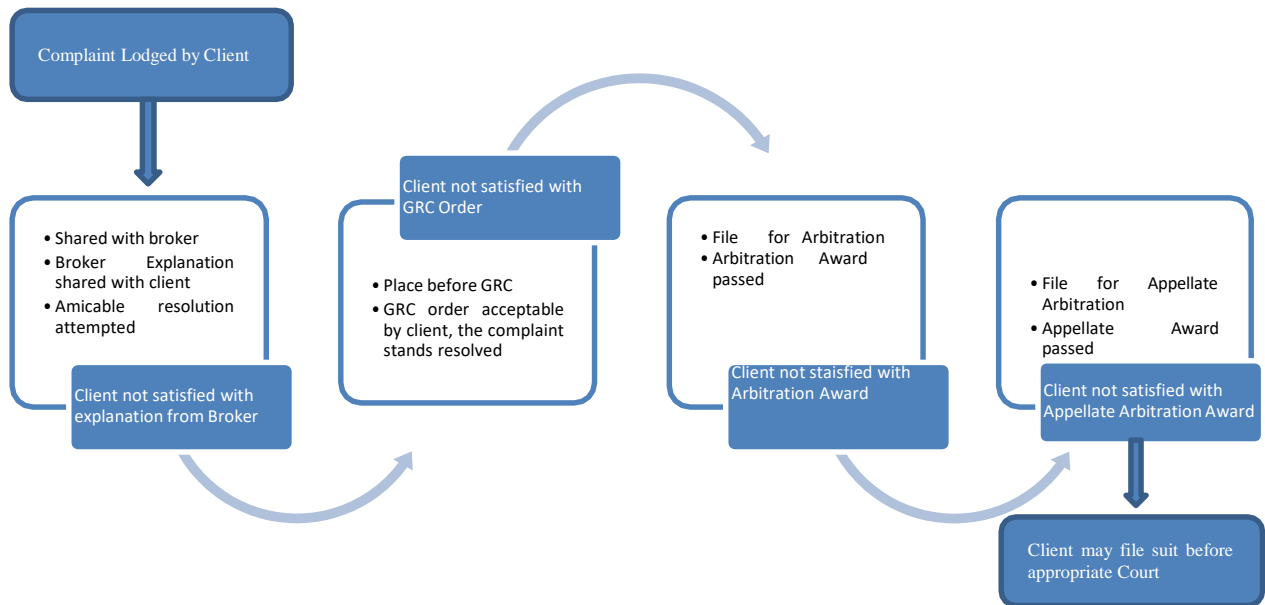 Complaint Lodged by Client
• Shared with broker
• Broker Explanation
shared with client
• Amicable resolution
attempted
Client not satisfied with
explanation from Broker
Client not satisfied with
GRC Order
• Place before GRC
• GRC order acceptable
by client, the complaint
stands resolved
• File for Arbitration
• Arbitration Award
passed
Client not staisfied with
Arbitration Award
• File for Appellate
Arbitration
• Appellate Award
passed
Client not satisfied with
Appellate Arbitration Award
Client may file suit before
appropriate Court